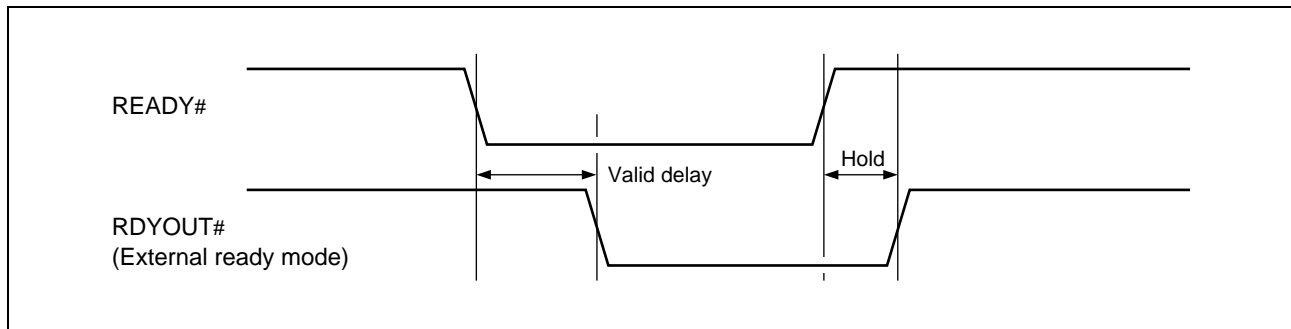 READY#
Hold
Valid delay
RDYOUT#
(External ready mode)